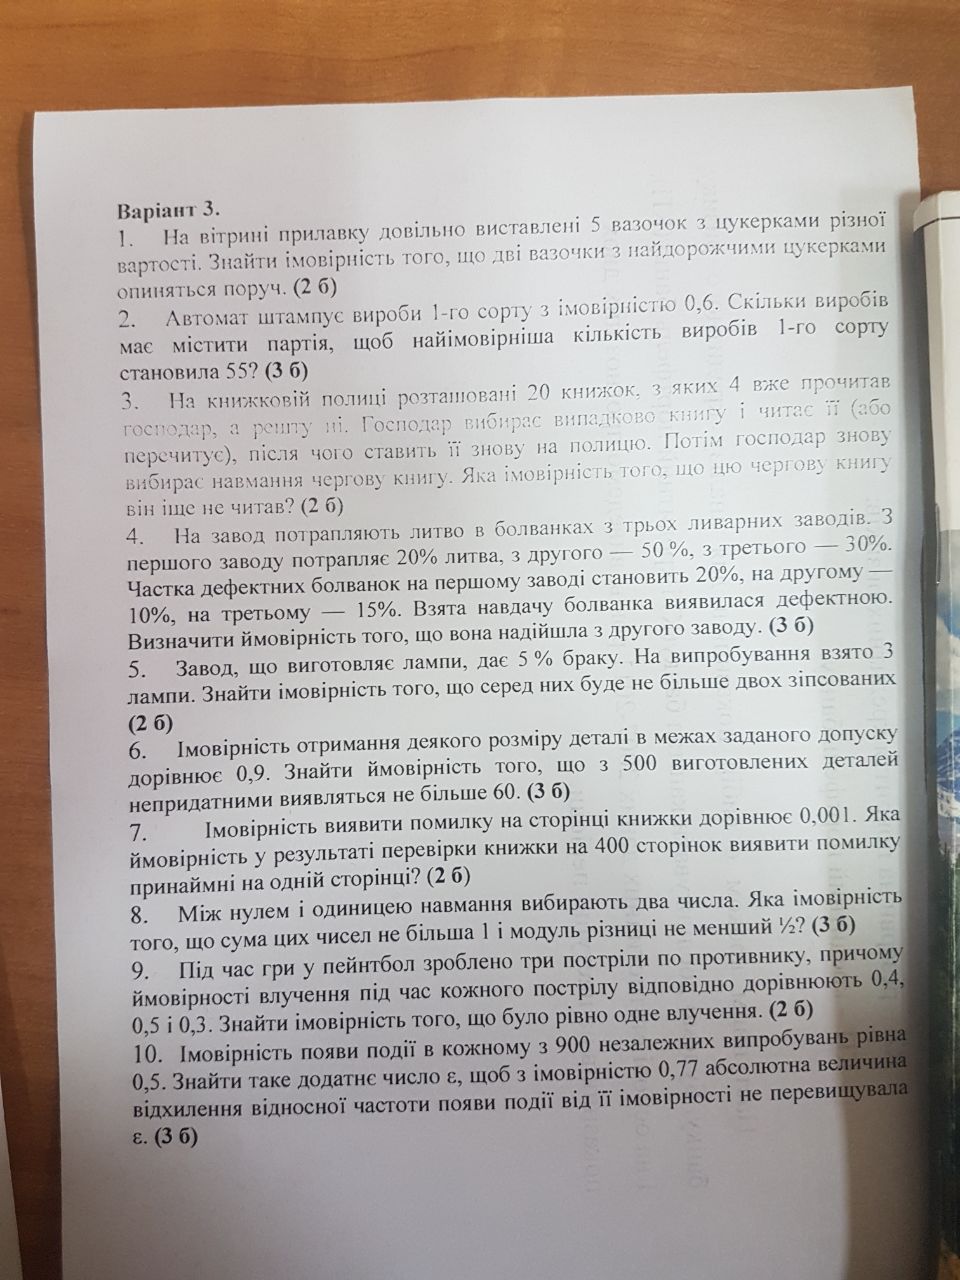 Варіант 3.
1. На вітрині прилавку довільно виставлені 5 вазочок з цукерками різної
вартості. Знайти імовірність того, що дві вазочки з найдорожчими цукерками
опиняться поруч. (2 б)
2. Автомат штампує вироби 1-го сорту з імовірністю 0,6. Скільки виробів
має містити партія, щоб найімовірніша кількість виробів 1-го сорту
становила 55? (3 б)
3. На книжковій полиці розташовані 20 книжок, з яких 4 вже прочитав
господар, а решту ні. Господар вибирає випадково книгу і читає її (або
перечитує), після чого ставить її знову на полицю. Потім господар знову
вибирає навмання чергову книгу. Яка імовірність того, що цю чергову книгу
він іще не читав? (2 б)
4. На завод потрапляють литво в болванках з трьох ливарних заводів. З
першого заводу потрапляє 20% литва, з другого — 50 %, з третього — 30%.
Частка дефектних болванок на першому заводі становить 20%, на другому —
10%, на третьому — 15%. Взята навдачу болванка виявилася дефектною.
Визначити ймовірність того, що вона надійшла з другого заводу. (3 б)
5. Завод, що виготовляє лампи, дає 5 % браку. На випробування взято 3
лампи. Знайти імовірність того, що серед них буде не більше двох зіпсованих
(2 б)
6. Імовірність отримання деякого розміру деталі в межах заданого допуску
дорівнює 0,9. Знайти ймовірність того, що з 500 виготовлених деталей
непридатними виявляться не більше 60. (3 б)
7. Імовірність виявити помилку на сторінці книжки дорівнює 0,001. Яка
ймовірність у результаті перевірки книжки на 400 сторінок виявити помилку
принаймні на одній сторінці? (2 б)
8. Між нулем і одиницею навмання вибирають два числа. Яка імовірність
того, що сума цих чисел не більша 1 і модуль різниці не менший ½? (3 б)
9. Під час гри у пейнтбол зроблено три постріли по противнику, причому
ймовірності влучення під час кожного пострілу відповідно дорівнюють 0,4,
0,5 і 0,3. Знайти імовірність того, що було рівно одне влучення. (2 б)
10. Імовірність появи події в кожному з 900 незалежних випробувань рівна
0,5. Знайти таке додатнє число ε, щоб з імовірністю 0,77 абсолютна величина
відхилення відносної частоти появи події від її імовірності не перевищувала
ε. (3 б)